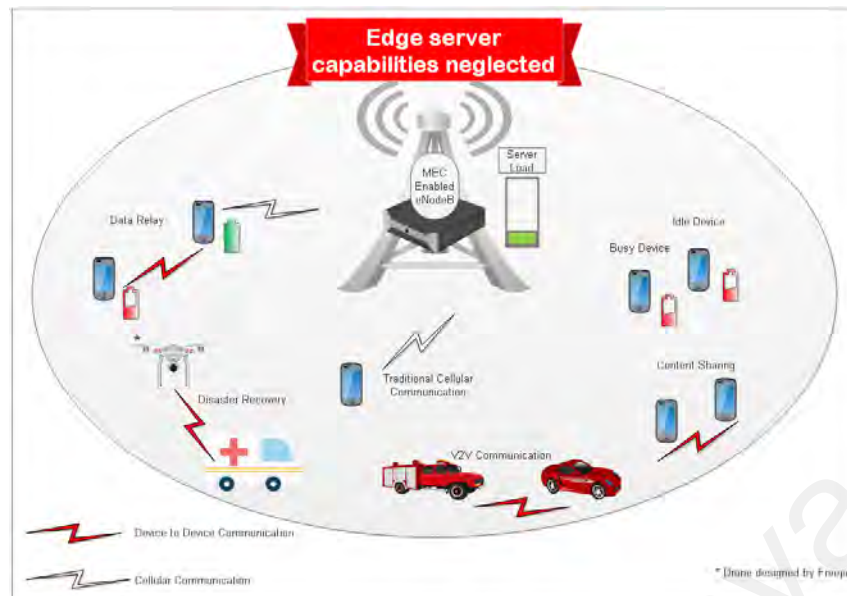 Edge server
capabilities neglected
MEC
Enabled
eNodeB
Server
Load
Data Relay
Idle Device
Busy Device
*
Disaster Recovery
Traditional Cellular
Communication
Content Sharing
V2V Communication
Device to Device Communication
Cellular Communication
* Drone designed by